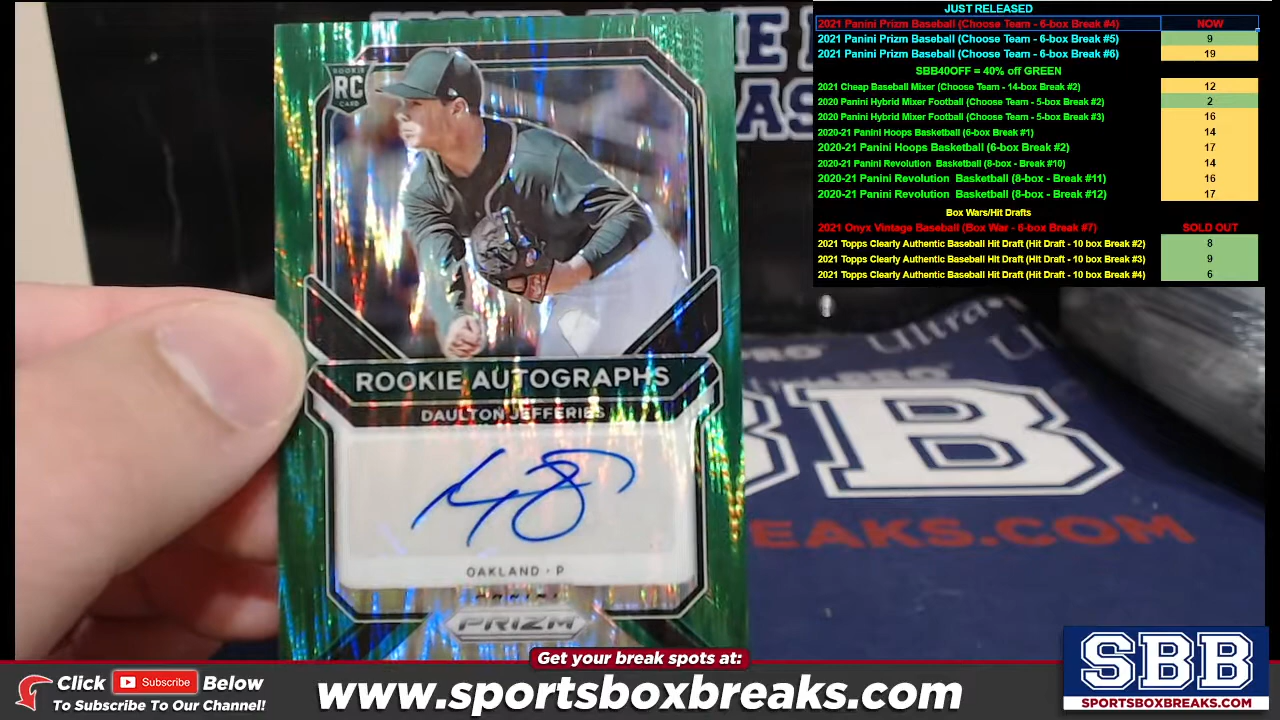 JUST RELEASED
2021 Panini Prizm Baseball (Choose Team - 6-box Break #4) NOW
2021 Panini Prizm Baseball (Choose Team - 6-box Break #5) 9
2021 Panini Prizm Baseball (Choose Team - 6-box Break #6) 19
SBB40OFF = 40% off GREEN
2021 Cheap Baseball Mixer (Choose Team - 14-box Break #2) 12
2020 Panini Hybrid Mixer Football (Choose Team - 5-box Break #2) 2
2020 Panini Hybrid Mixer Football (Choose Team - 5-box Break #3) 16
2020-21 Panini Hoops Basketball (6-box Break #1) 14
2020-21 Panini Hoops Basketball (6-box Break #2) 17
2020-21 Panini Revolution Basketball (8-box - Break #10) 14
2020-21 Panini Revolution Basketball (8-box - Break #11) 16
2020-21 Panini Revolution Basketball (8-box - Break #12) 17
Box Wars/Hit Drafts
2021 Onyx Vintage Baseball (Box War - 6-box Break #7) SOLD OUT
2021 Topps Clearly Authentic Baseball Hit Draft (Hit Draft - 10 box Break #2) 8
2021 Topps Clearly Authentic Baseball Hit Draft (Hit Draft - 10 box Break #3) 9
2021 Topps Clearly Authentic Baseball Hit Draft (Hit Draft - 10 box Break #4) 6
ROOKIE
RC
CARD
ROOKIE AUTOGRAPHS
DAULTON JEFFERIES
OAKLAND - P
PRIZM
PRO Ultra
B
BREAKS.COM
Get your break spots at:
Click Subscribe Below
To Subscribe To Our Channel!
www.sportsboxbreaks.com
SBB
SPORTSBOXBREAKS.COM